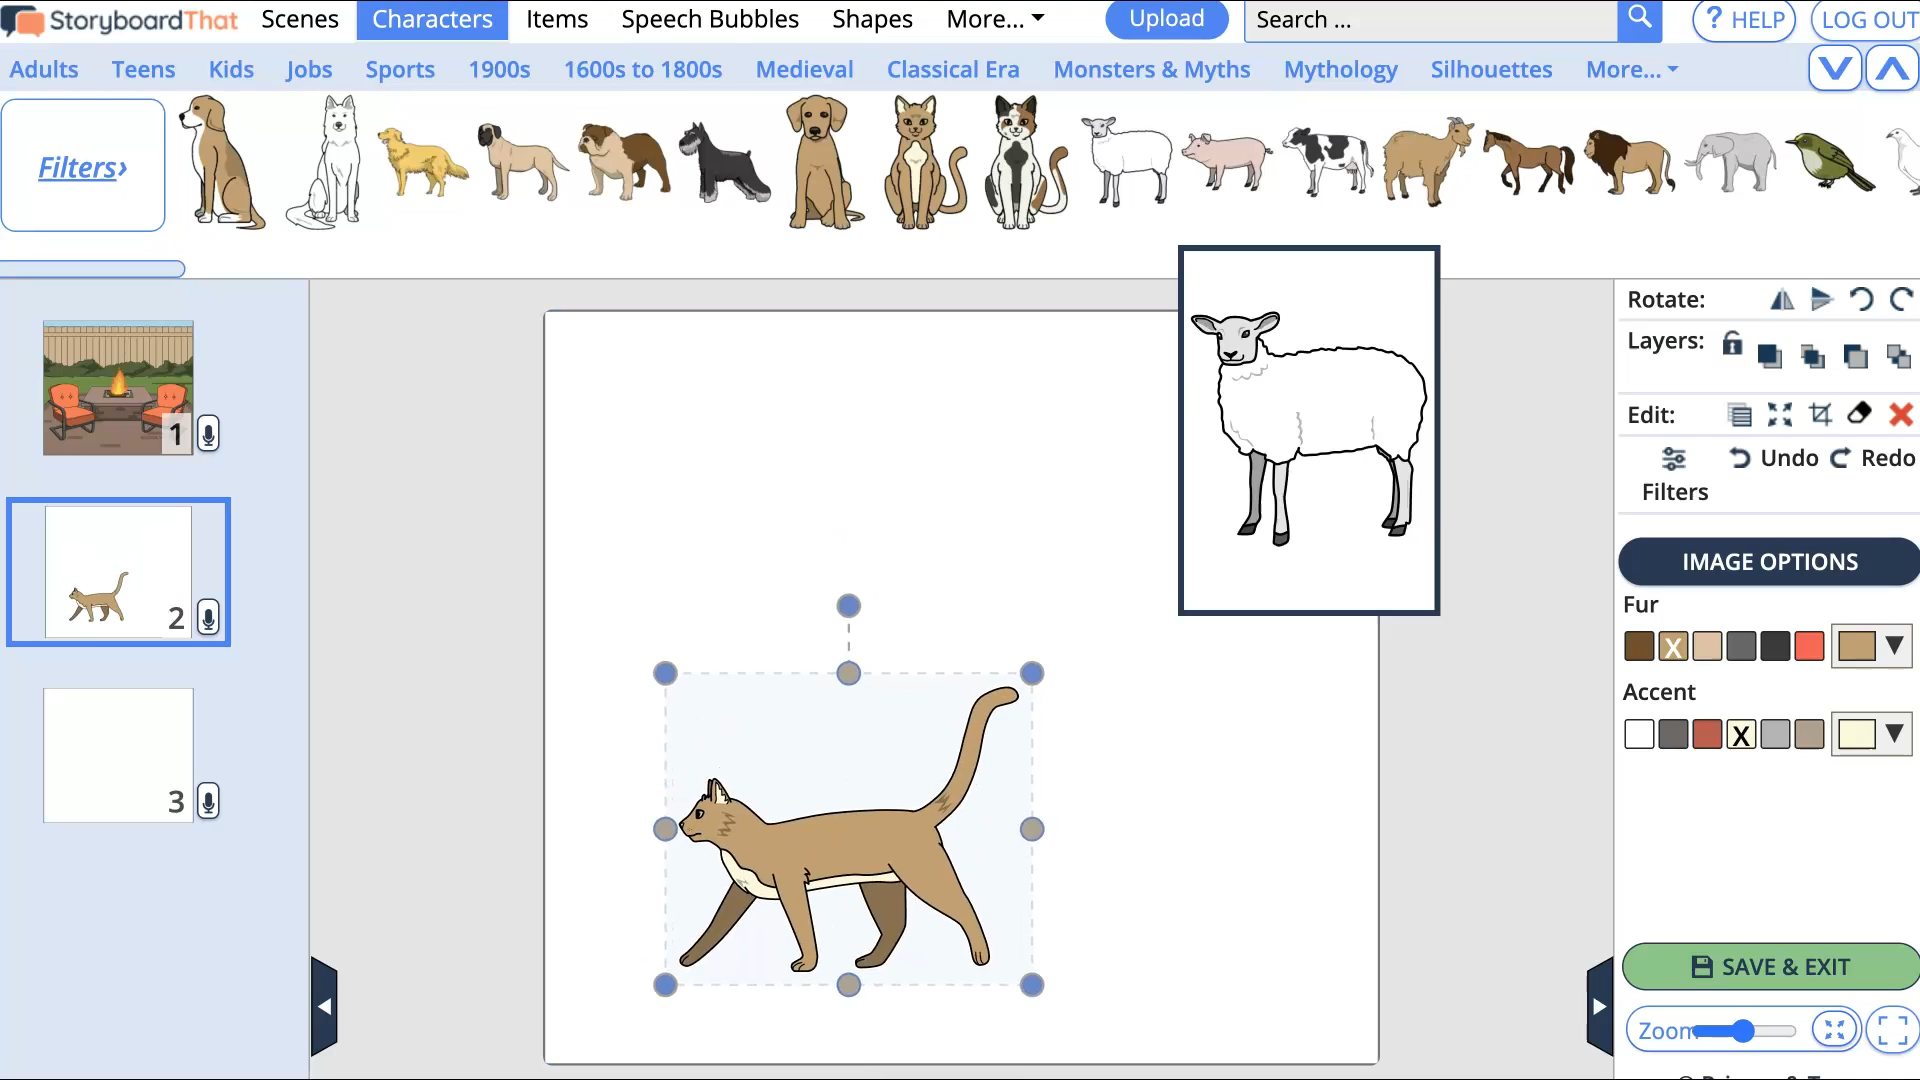 StoryboardThat Scenes Characters Items Speech Bubbles Shapes More... Upload Search ... ? HELP LOG OUT
Adults Teens Kids Jobs Sports 1900s 1600s to 1800s Medieval Classical Era Monsters & Myths Mythology Silhouettes More...
Filters›
Rotate:
Layers:
1
Edit:
Undo Redo
Filters
IMAGE OPTIONS
Fur
2
X
Accent
X
3
SAVE & EXIT
Zoom